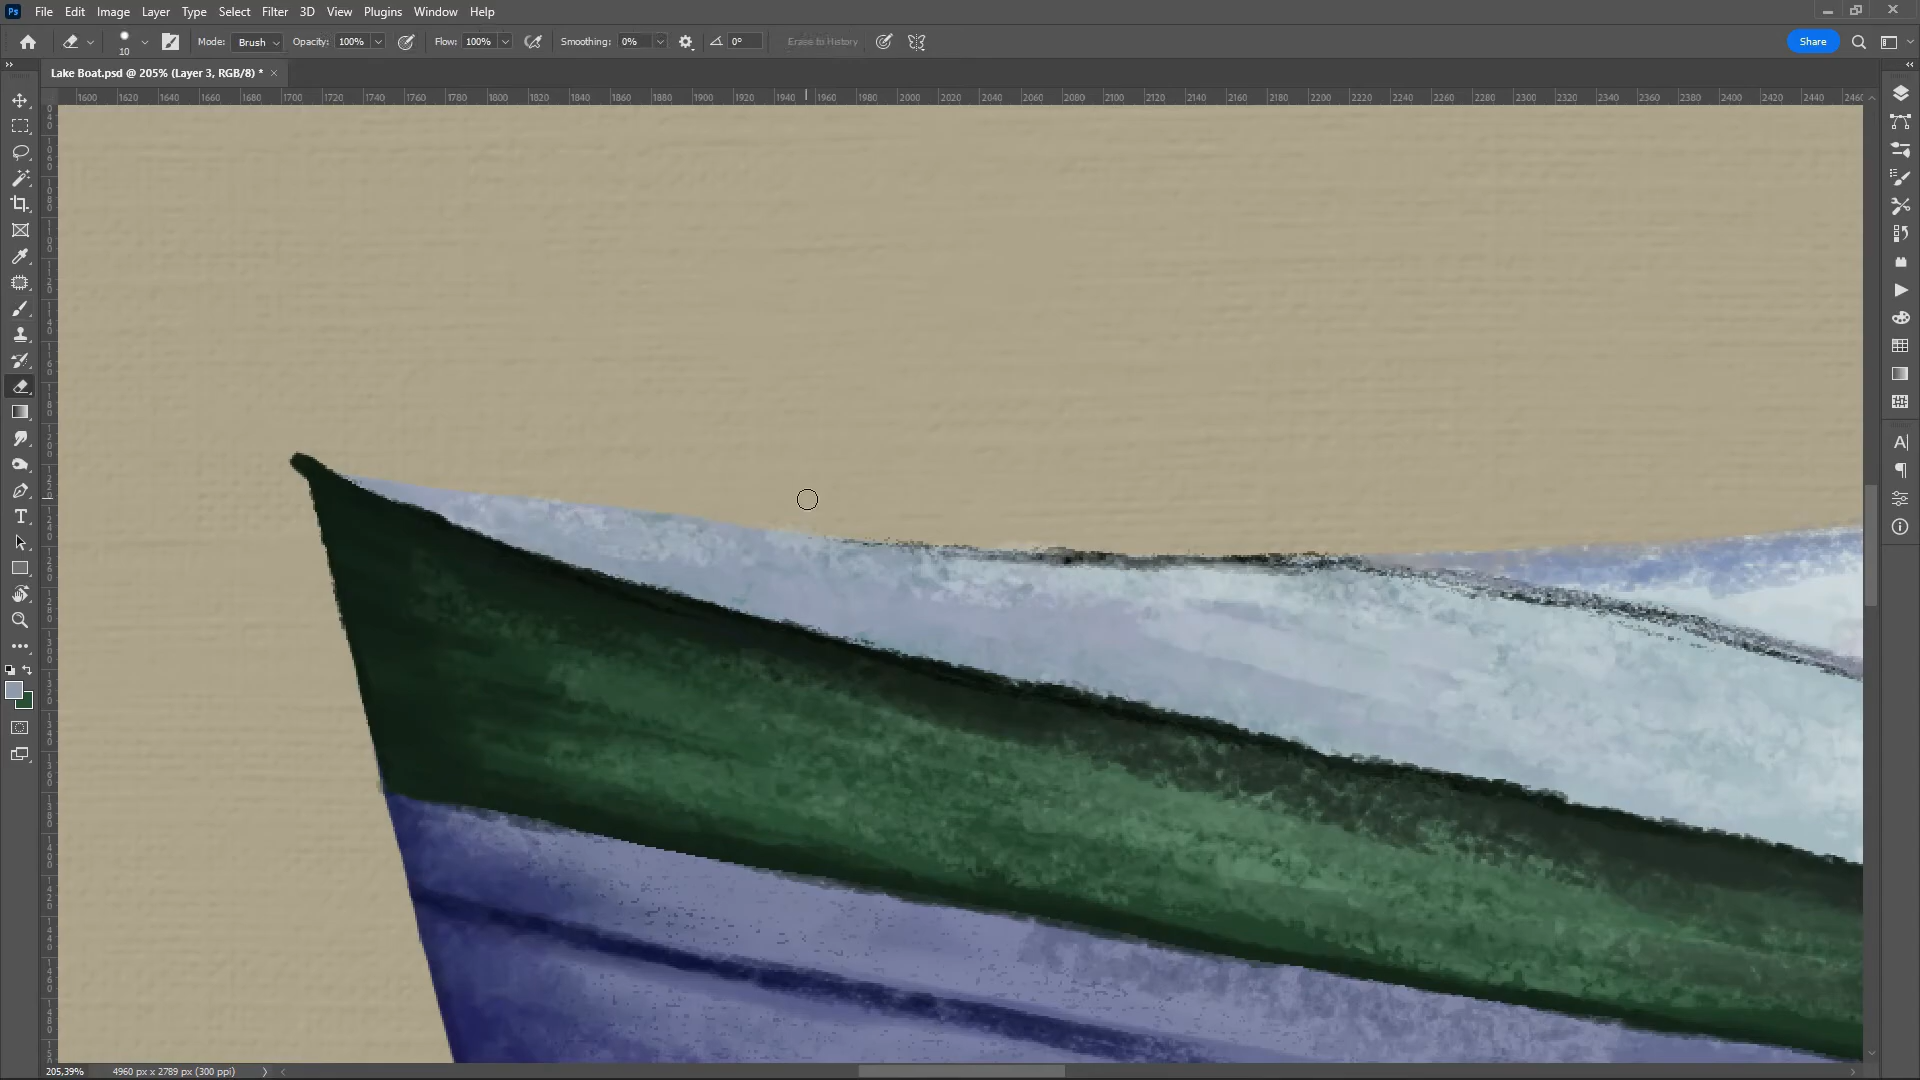 Ps File Edit Image Layer Type Select Filter 3D View Plugins Window Help
10 Mode: Brush Opacity: 100% Flow: 100% Smoothing: 0% 0° Erase to History Share
Lake Boat.psd @ 205% (Layer 3, RGB/8) * ×
1600 1620 1640 1660 1680 1700 1720 1740 1760 1780 1800 1820 1840 1860 1880 1900 1920 1940 1960 1980 2000 2020 2040 2060 2080 2100 2120 2140 2160 2180 2200 2220 2240 2260 2280 2300 2320 2340 2360 2380 2400 2420 2440 2460
205,39% 4960 px x 2789 px (300 ppi)